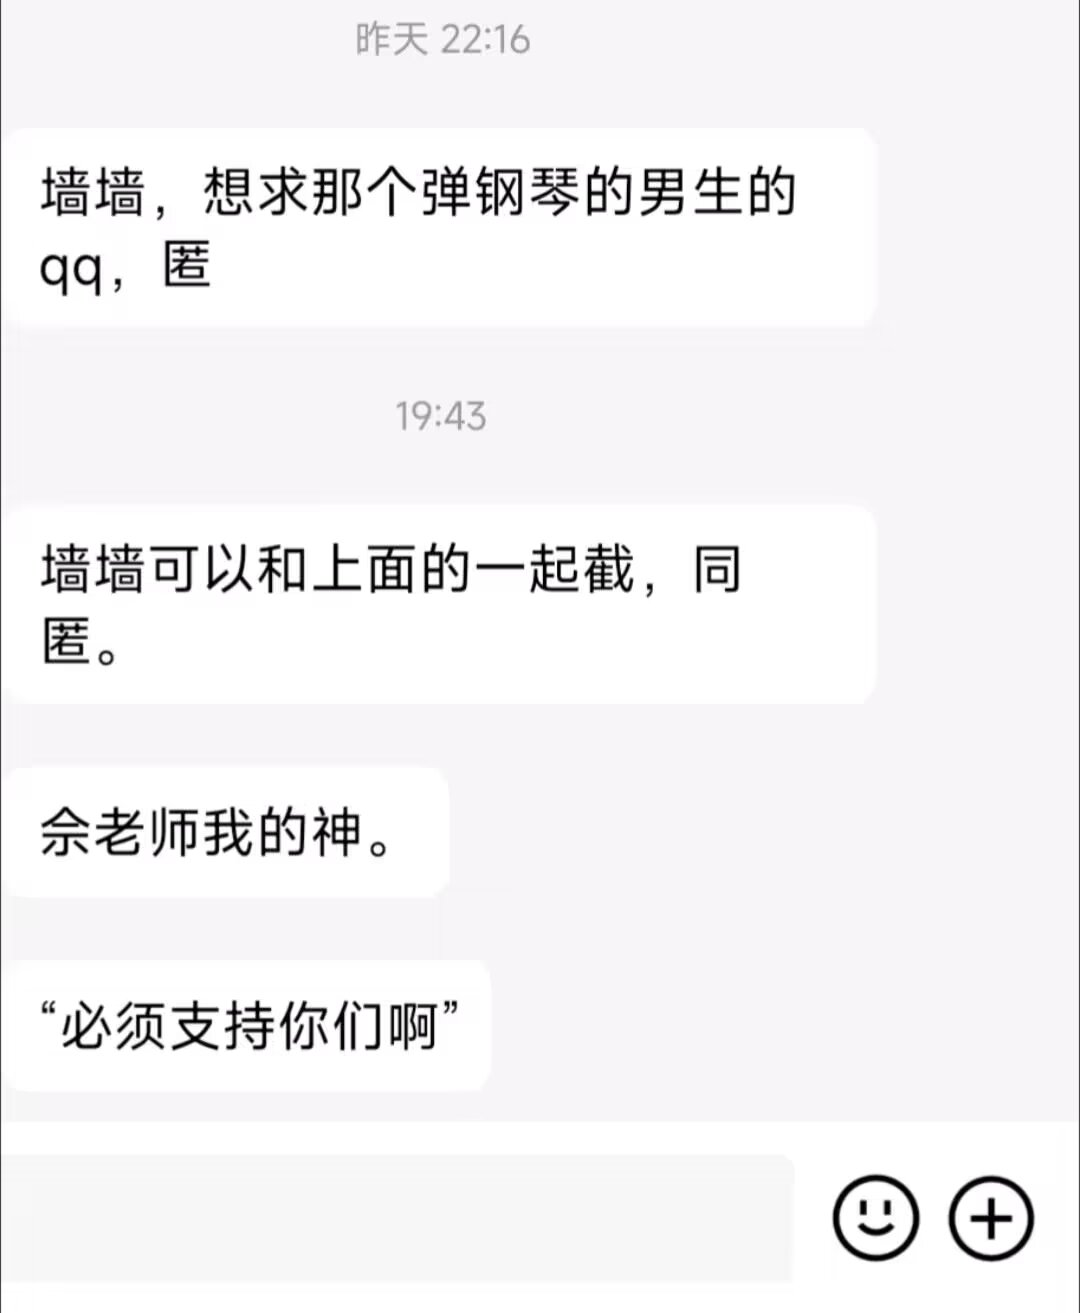 昨天 22:16
墙墙，想求那个弹钢琴的男生的
qq，匿
19:43
墙墙可以和上面的一起截，同
匿。
佘老师我的神。
“必须支持你们啊”